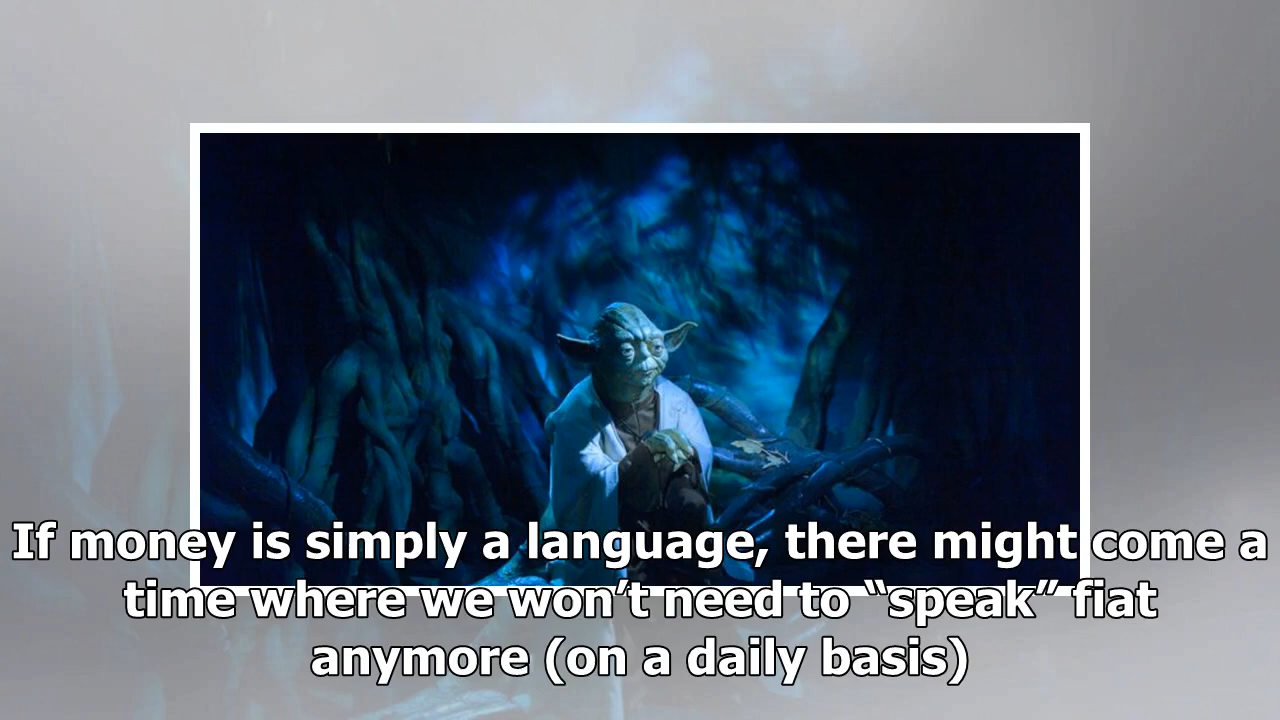 If money is simply a language, there might come a
time where we won’t need to “speak” fiat
anymore (on a daily basis)